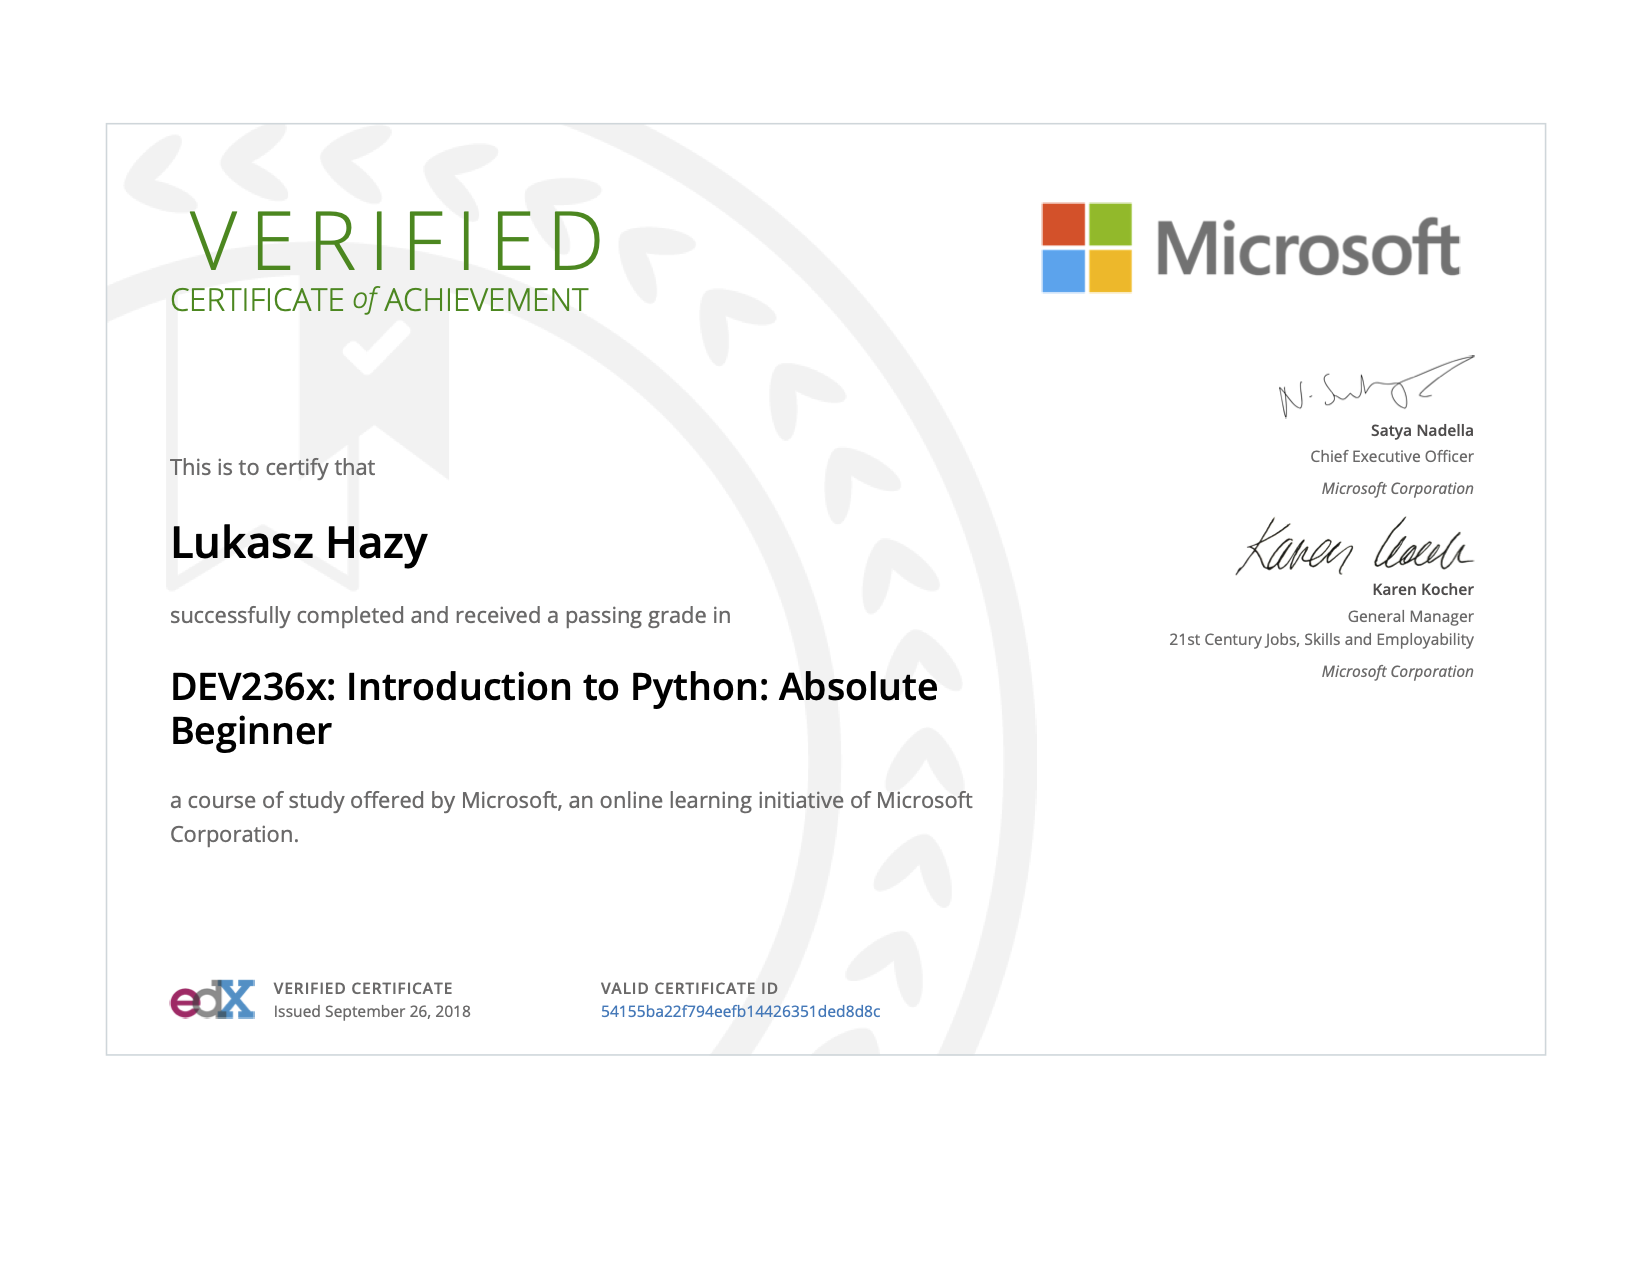 VERIFIED
CERTIFICATE of ACHIEVEMENT
Microsoft
This is to certify that
Lukasz Hazy
successfully completed and received a passing grade in
DEV236x: Introduction to Python: Absolute
Beginner
a course of study offered by Microsoft, an online learning initiative of Microsoft
Corporation.
N. Satya
Satya Nadella
Chief Executive Officer
Microsoft Corporation
Karen Kocher
Karen Kocher
General Manager
21st Century Jobs, Skills and Employability
Microsoft Corporation
edX
VERIFIED CERTIFICATE
Issued September 26, 2018
VALID CERTIFICATE ID
54155ba22f794eefb14426351ded8d8c